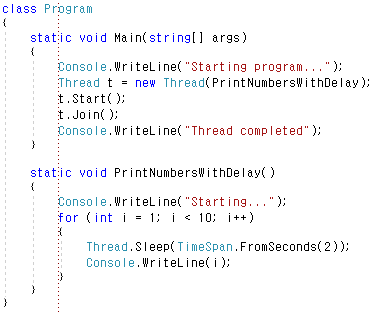 class Program
{
    static void Main(string[] args)
    {
        Console.WriteLine("Starting program...");
        Thread t = new Thread(PrintNumbersWithDelay);
        t.Start();
        t.Join();
        Console.WriteLine("Thread completed");
    }

    static void PrintNumbersWithDelay()
    {
        Console.WriteLine("Starting...");
        for (int i = 1; i < 10; i++)
        {
            Thread.Sleep(TimeSpan.FromSeconds(2));
            Console.WriteLine(i);
        }
    }
}